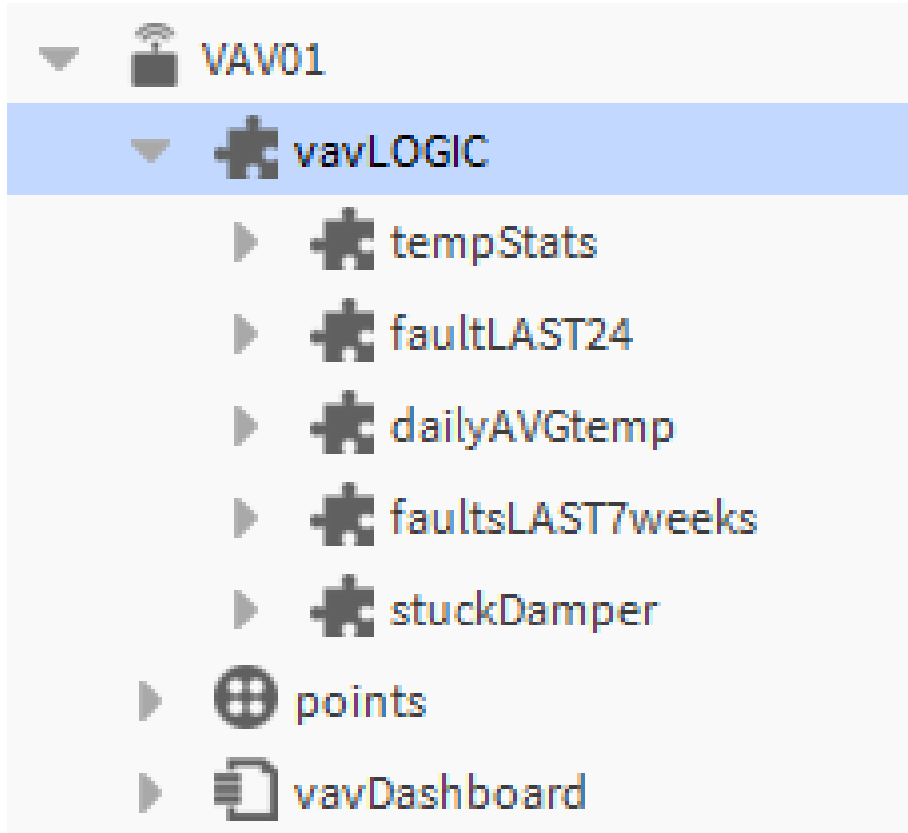 VAV01
vavLOGIC
tempStats
faultLAST24
dailyAVGtemp
faultsLAST7weeks
stuckDamper
points
vavDashboard